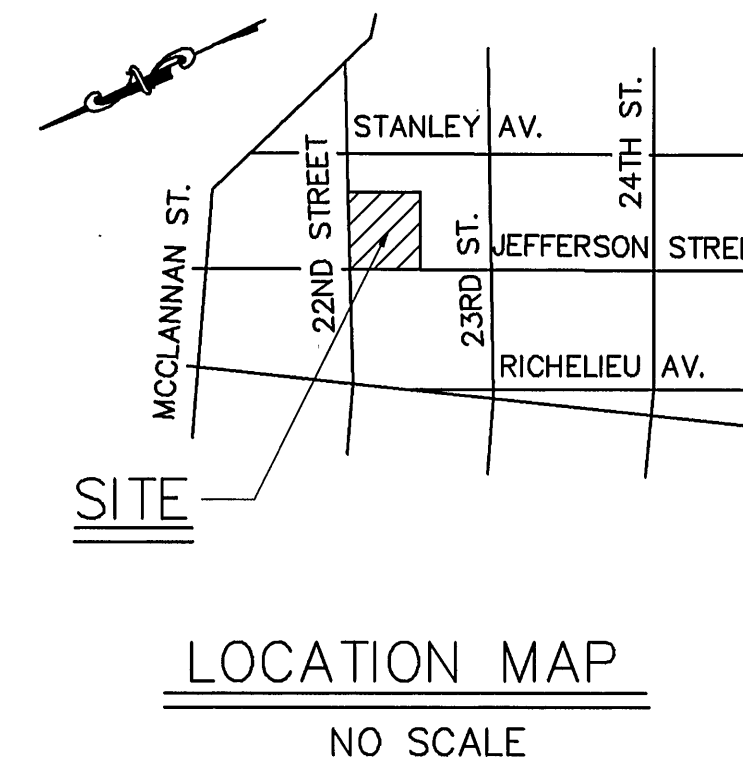 STANLEY AV.
24TH ST.
22ND STREET
MCCLANNAN ST.
23RD ST.
JEFFERSON STREE
RICHELIEU AV.
SITE
LOCATION MAP
NO SCALE